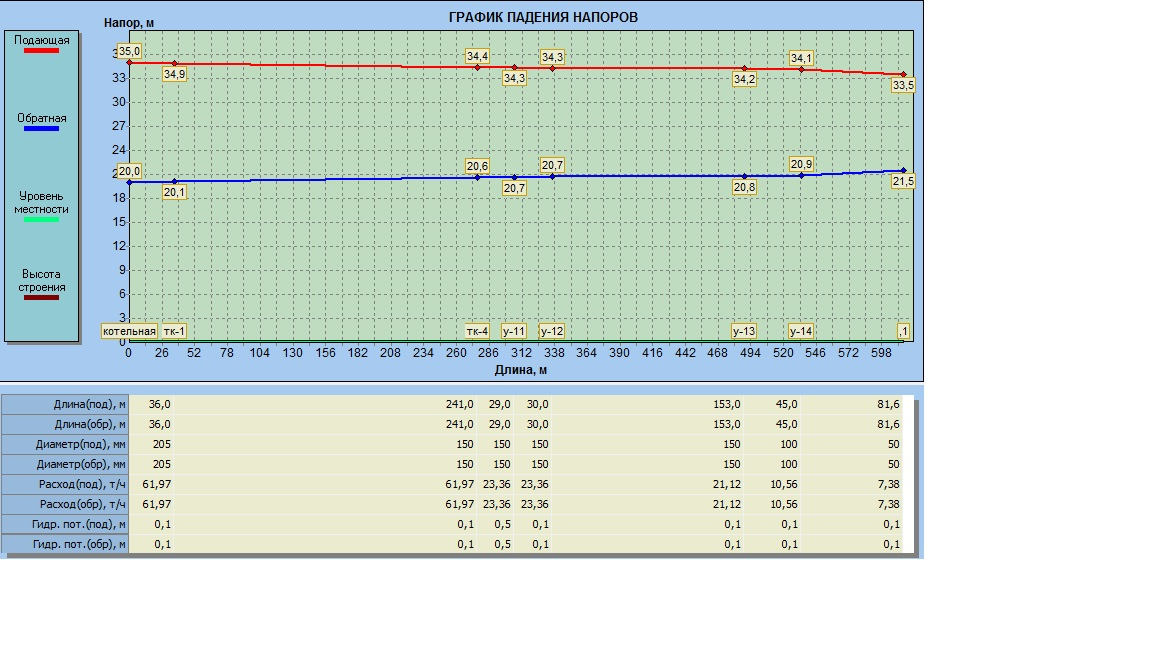 ГРАФИК ПАДЕНИЯ НАПОРОВ
Напор, м
Подающая
Обратная
Уровень
местности
Высота
строения
35,0 34,9 34,4 34,3 34,3 34,2 34,1 33,5
33
30
27
24
20,0 20,1 20,6 20,7 20,7 20,8 20,9 21,5
18
15
12
9
6
3
0
котельная тк-1 тк-4 у-11 у-12 у-13 у-14 ,1
0 26 52 78 104 130 156 182 208 234 260 286 312 338 364 390 416 442 468 494 520 546 572 598
Длина, м
Длина(под), м 36,0 241,0 29,0 30,0 153,0 45,0 81,6
Длина(обр), м 36,0 241,0 29,0 30,0 153,0 45,0 81,6
Диаметр(под), мм 205 150 150 150 150 100 50
Диаметр(обр), мм 205 150 150 150 150 100 50
Расход(под), т/ч 61,97 61,97 23,36 23,36 21,12 10,56 7,38
Расход(обр), т/ч 61,97 61,97 23,36 23,36 21,12 10,56 7,38
Гидр. пот.(под), м 0,1 0,1 0,5 0,1 0,1 0,1 0,1
Гидр. пот.(обр), м 0,1 0,1 0,5 0,1 0,1 0,1 0,1